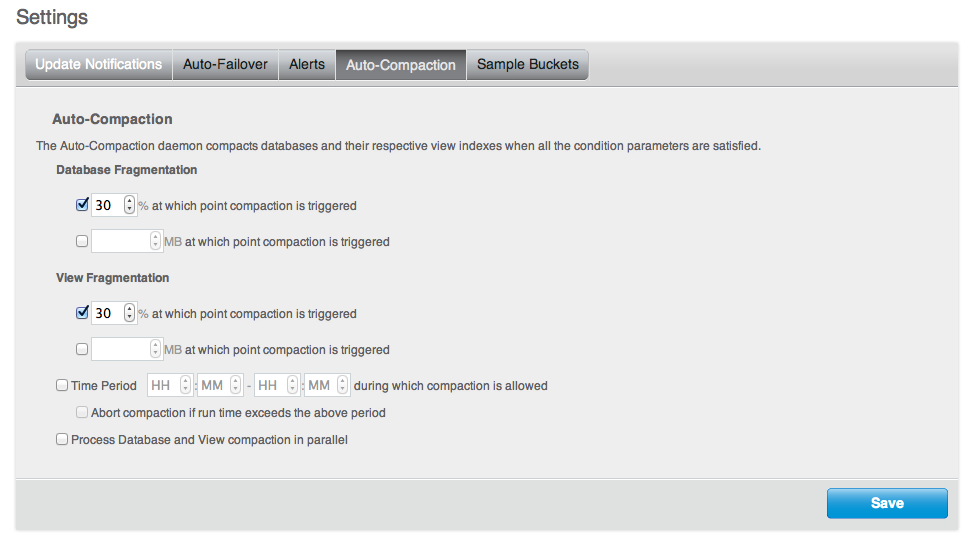 Settings
Update Notifications Auto-Failover Alerts Auto-Compaction Sample Buckets
Auto-Compaction
The Auto-Compaction daemon compacts databases and their respective view indexes when all the condition parameters are satisfied.
Database Fragmentation
30 % at which point compaction is triggered
MB at which point compaction is triggered
View Fragmentation
30 % at which point compaction is triggered
MB at which point compaction is triggered
Time Period HH : MM - HH : MM during which compaction is allowed
Abort compaction if run time exceeds the above period
Process Database and View compaction in parallel
Save